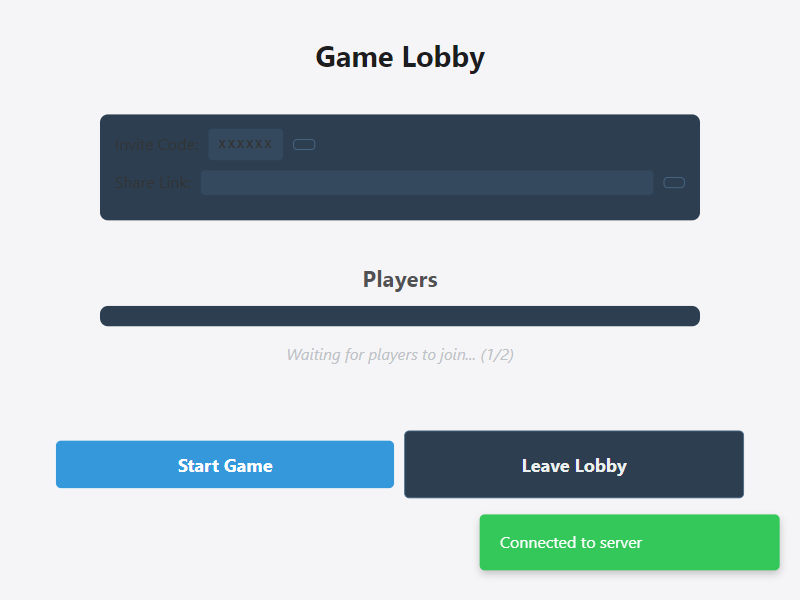 Game Lobby
Invite Code: XXXXXX
Share Link:
Players
Waiting for players to join... (1/2)
Start Game
Leave Lobby
Connected to server